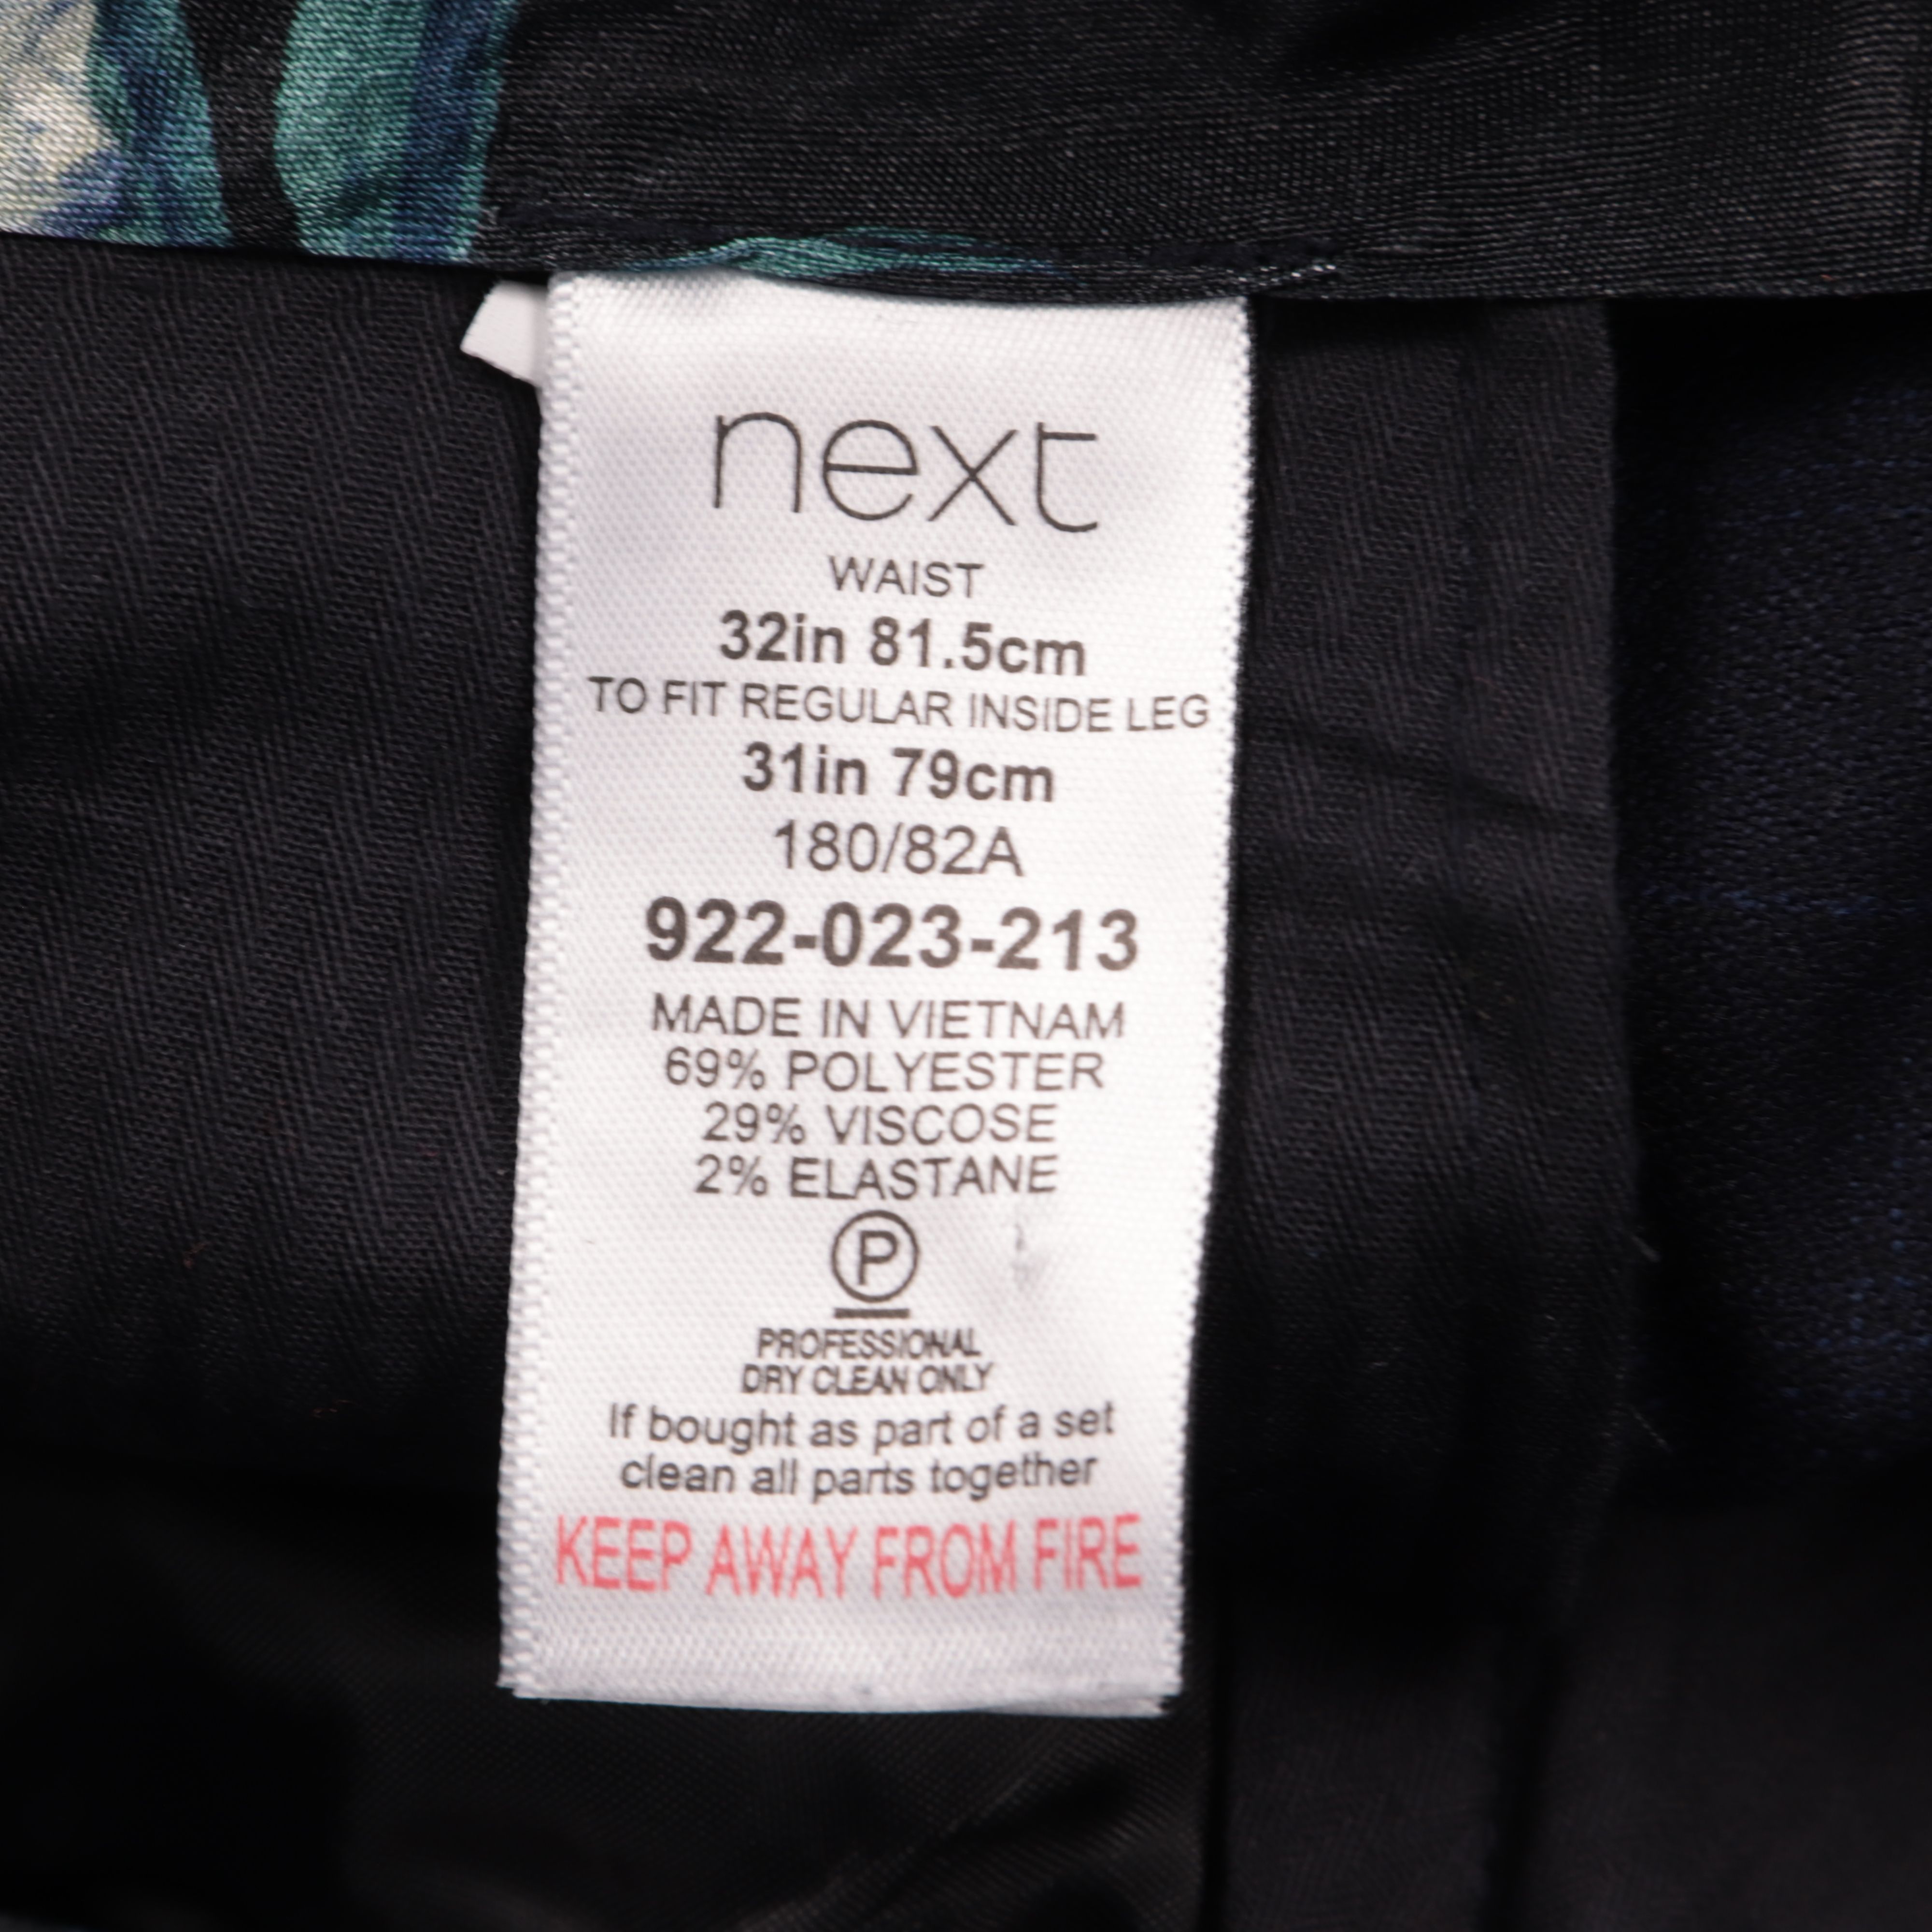 next
WAIST
32in 81.5cm
TO FIT REGULAR INSIDE LEG
31in 79cm
180/82A
922-023-213
MADE IN VIETNAM
69% POLYESTER
29% VISCOSE
2% ELASTANE
P
PROFESSIONAL
DRY CLEAN ONLY
If bought as part of a set
clean all parts together
KEEP AWAY FROM FIRE